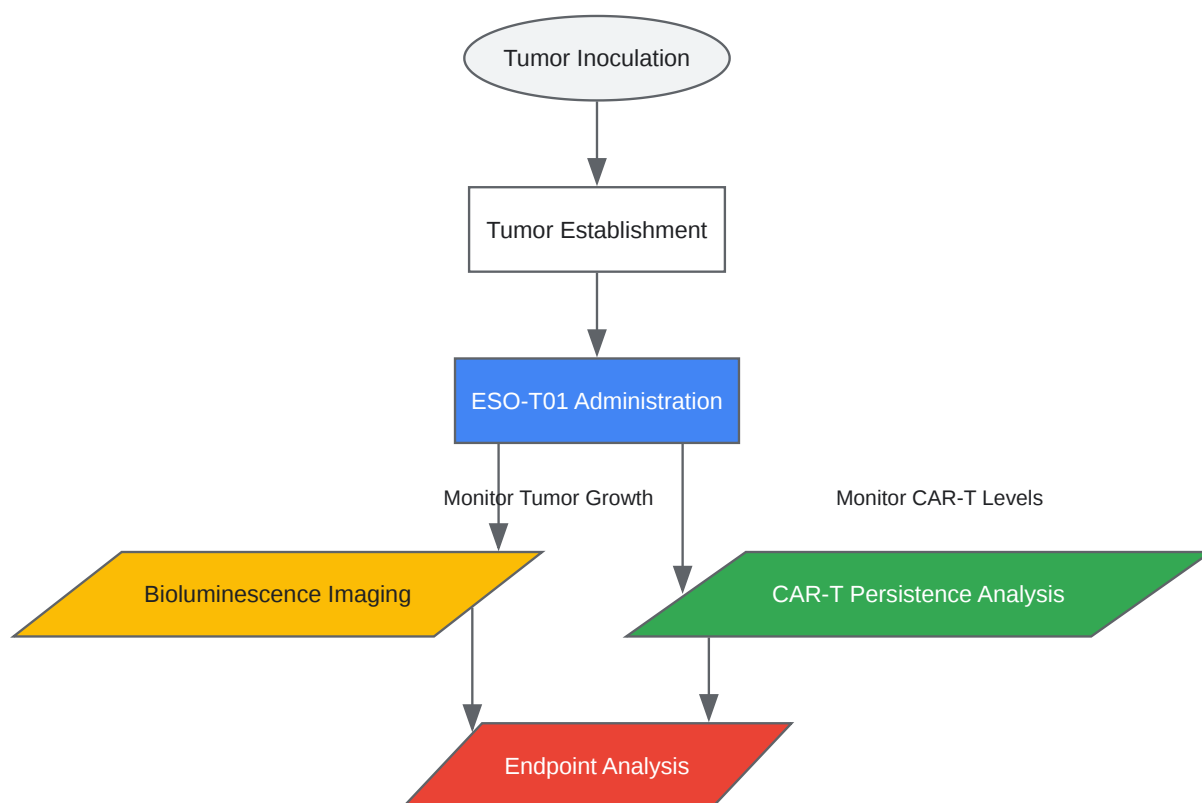 Tumor Inoculation
Tumor Establishment
ESO-T01 Administration
Monitor Tumor Growth
Monitor CAR-T Levels
Bioluminescence Imaging
CAR-T Persistence Analysis
Endpoint Analysis